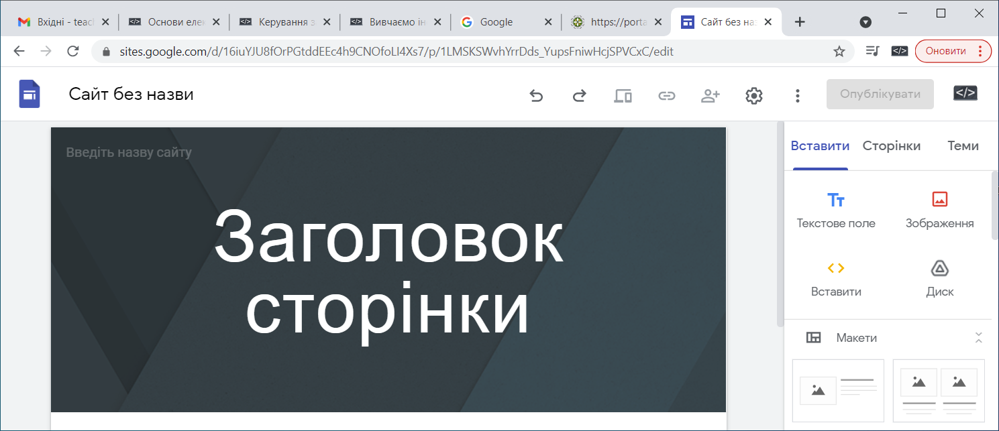 Вхідні - teac
Основи еле
Керування з
Вивчаємо ін
Google
https://porta
Сайт без на
sites.google.com/d/16iuYJU8fOrPGtddEEc4h9CNOfoLI4Xs7/p/1LMSKSWvhYrrDds_YupsFniwHcjSPVCxC/edit
Оновити
Сайт без назви
Опублікувати
Введіть назву сайту
Заголовок
сторінки
Вставити Сторінки Теми
Текстове поле
Зображення
Вставити
Диск
Макети